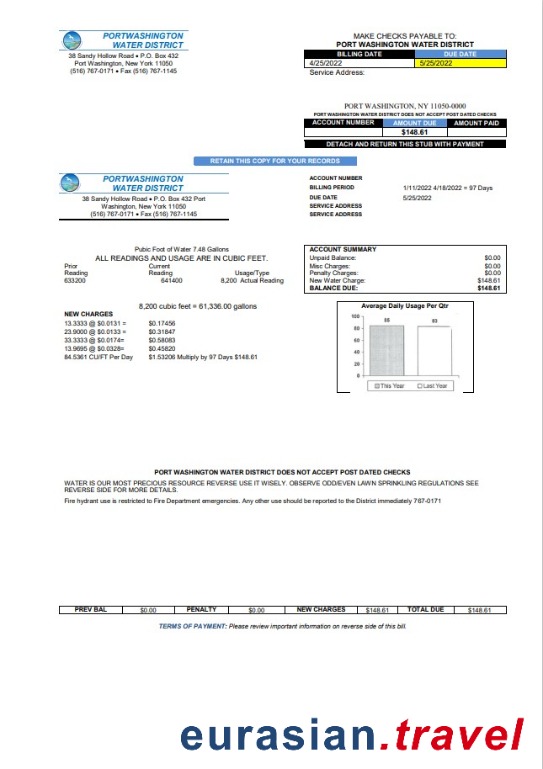 PORTWASHINGTON
WATER DISTRICT
38 Sandy Hollow Road • P.O. Box 432
Port Washington, New York 11050
(516) 767-0171 • Fax (516) 767-1145
MAKE CHECKS PAYABLE TO:
PORT WASHINGTON WATER DISTRICT
BILLING DATE DUE DATE
4/25/2022 5/25/2022
Service Address:
PORT WASHINGTON, NY 11050-0000
PORT WASHINGTON WATER DISTRICT DOES NOT ACCEPT POST DATED CHECKS
ACCOUNT NUMBER AMOUNT DUE AMOUNT PAID
$148.61
DETACH AND RETURN THIS STUB WITH PAYMENT
RETAIN THIS COPY FOR YOUR RECORDS
PORTWASHINGTON
WATER DISTRICT
38 Sandy Hollow Road • P.O. Box 432 Port
Washington, New York 11050
(516) 767-0171 • Fax (516) 767-1145
ACCOUNT NUMBER
BILLING PERIOD 1/11/2022 4/18/2022 = 97 Days
DUE DATE 5/25/2022
SERVICE ADDRESS
SERVICE ADDRESS
Pubic Foot of Water 7.48 Gallons
ALL READINGS AND USAGE ARE IN CUBIC FEET.
Prior Current
Reading Reading. Usage/Type
633200 641400 8,200 Actual Reading
8,200 cubic feet = 61,336.00 gallons
NEW CHARGES
13.3333 @ $0.0131 = $0.17456
23.9000 @ $0.0133 = $0.31847
33.3333 @ $0.0174= $0.58083
13.9695 @ $0.0328= $0.45820
84.5361 CU/FT Per Day $1.53206 Multiply by 97 Days $148.61
ACCOUNT SUMMARY
Unpaid Balance: $0.00
Misc Charges: $0.00
Penalty Charges: $0.00
New Water Charge: $148.61
BALANCE DUE: $148.61
Average Daily Usage Per Qtr
100
80
60
40
20
0
85 83
This Year Last Year
PORT WASHINGTON WATER DISTRICT DOES NOT ACCEPT POST DATED CHECKS
WATER IS OUR MOST PRECIOUS RESOURCE REVERSE USE IT WISELY. OBSERVE ODD/EVEN LAWN SPRINKLING REGULATIONS SEE
REVERSE SIDE FOR MORE DETAILS.
Fire hydrant use is restricted to Fire Department emergencies. Any other use should be reported to the District immediately 767-0171
PREV BAL $0.00 PENALTY $0.00 NEW CHARGES $148.61 TOTAL DUE $148.61
TERMS OF PAYMENT: Please review important information on reverse side of this bill.
eurasian.travel